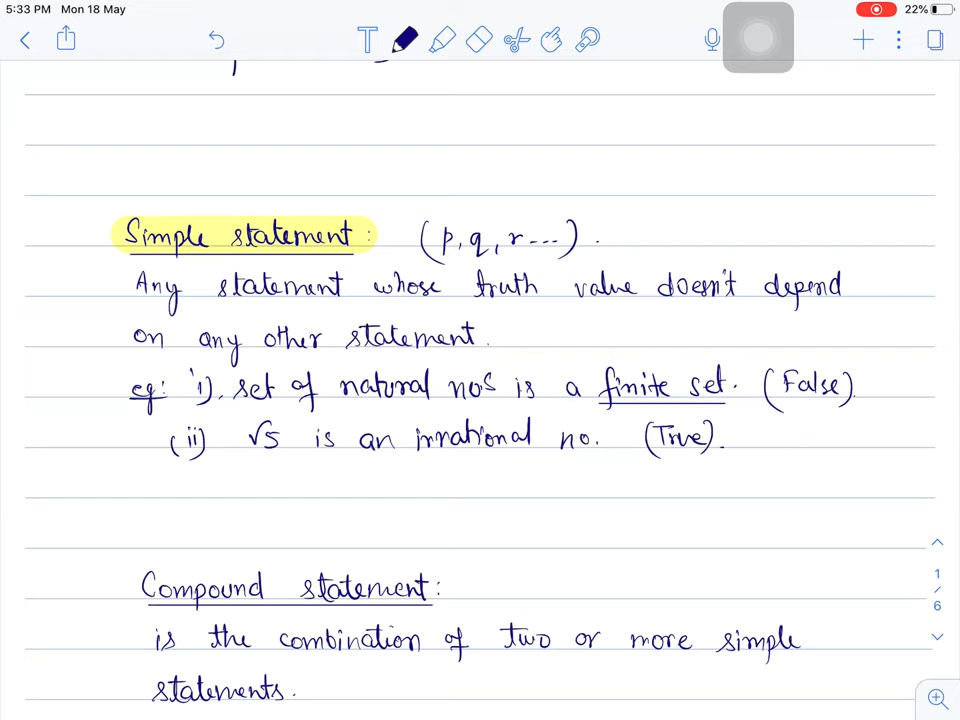 5:33 PM Mon 18 May
22%
T
Simple statement: (p, q, r ---).
Any statement whose truth value doesn't depend
on any other statement.
eg: i). set of natural nos is a finite set. (False).
(ii) √5 is an irrational no. (True).
Compound statement:
is the combination of two or more simple
statements.
1
/
6